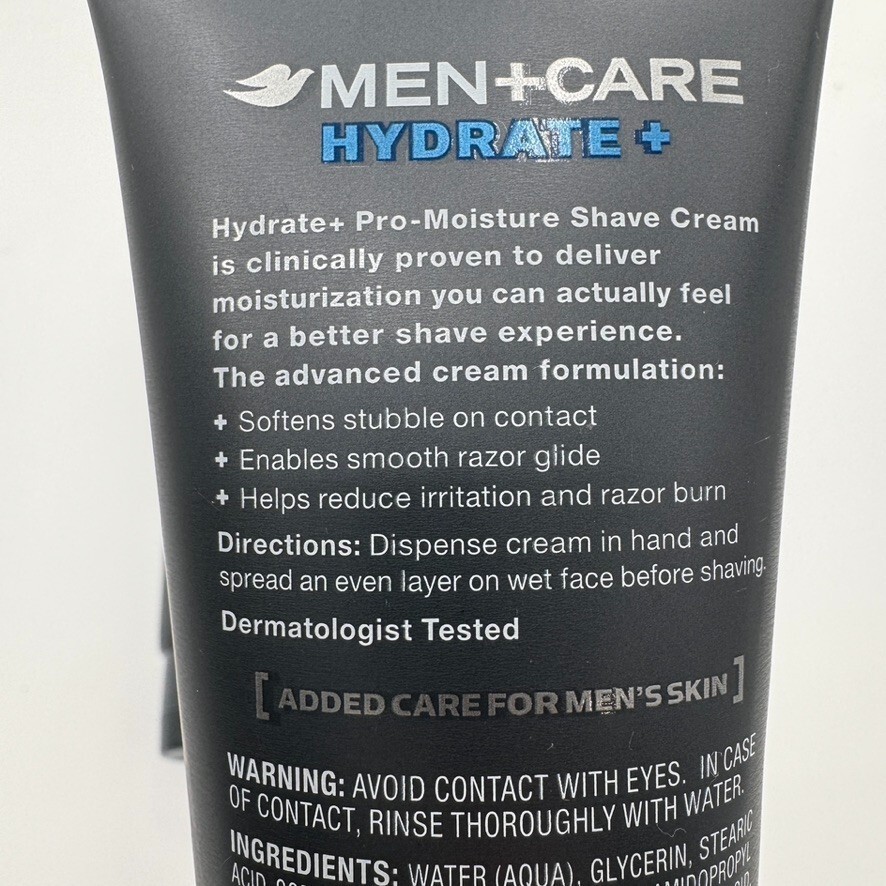 MEN+CARE
HYDRATE +
Hydrate+ Pro-Moisture Shave Cream
is clinically proven to deliver
moisturization you can actually feel
for a better shave experience.
The advanced cream formulation:
+ Softens stubble on contact
+ Enables smooth razor glide
+ Helps reduce irritation and razor burn
Directions: Dispense cream in hand and
spread an even layer on wet face before shaving.
Dermatologist Tested
[ADDED CARE FOR MEN'S SKIN]
WARNING: AVOID CONTACT WITH EYES. IN CASE
OF CONTACT, RINSE THOROUGHLY WITH WATER.
INGREDIENTS: WATER (AQUA), GLYCERIN, STEARIC
ACID